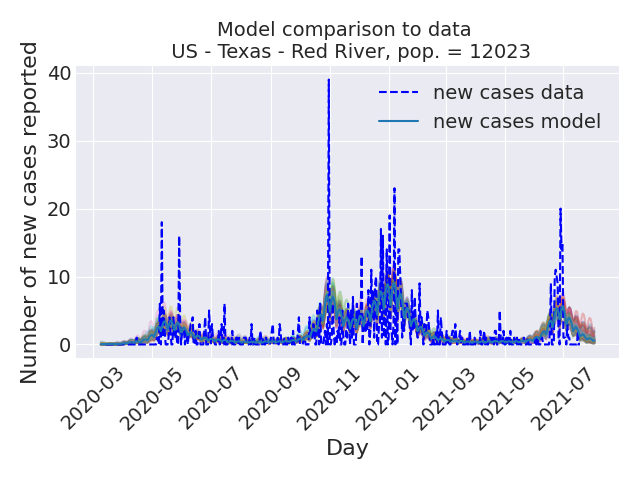 Model comparison to data
US - Texas - Red River, pop. = 12023
Number of new cases reported
40
30
20
10
0
new cases data
new cases model
2020-03
2020-05
2020-07
2020-09
2020-11
2021-01
2021-03
2021-05
2021-07
Day